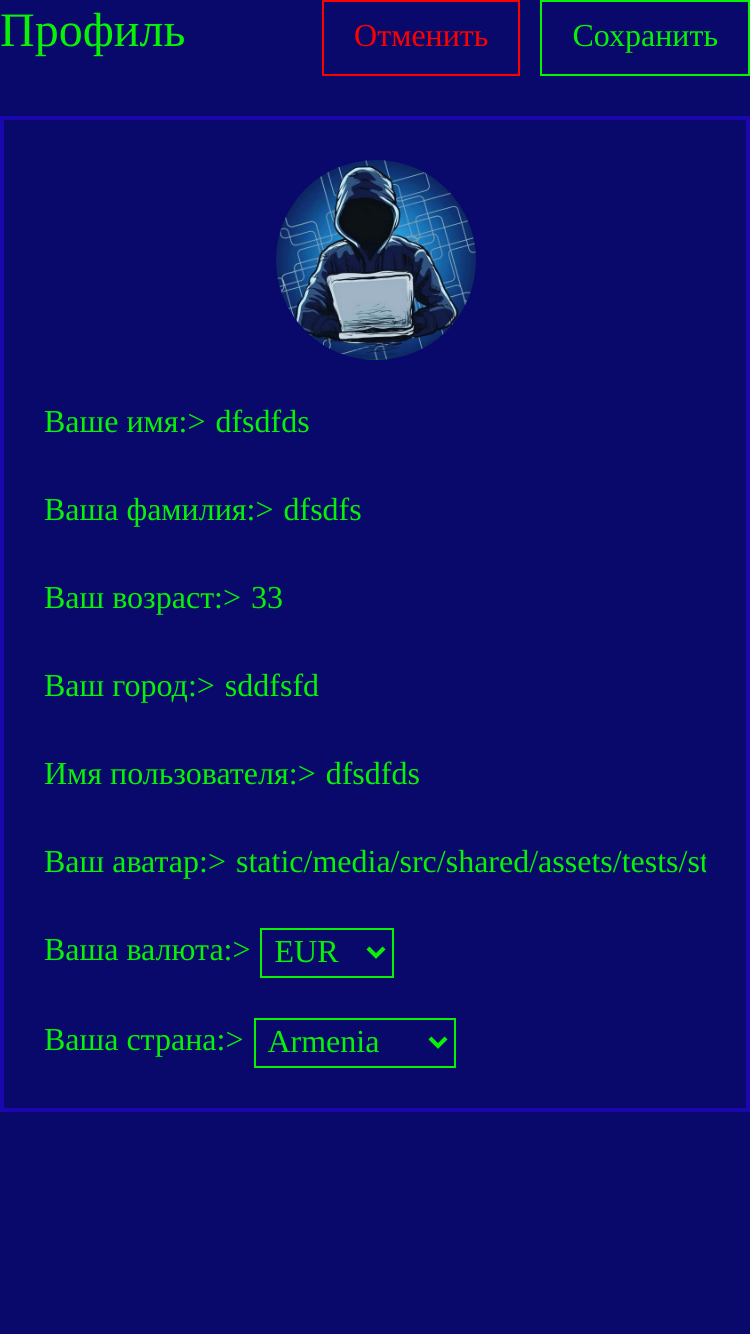 Профиль
Отменить
Сохранить
Ваше имя:> dfsdfds
Ваша фамилия:> dfsdfs
Ваш возраст:> 33
Ваш город:> sddfsfd
Имя пользователя:> dfsdfds
Ваш аватар:> static/media/src/shared/assets/tests/st
Ваша валюта:> EUR
Ваша страна:> Armenia